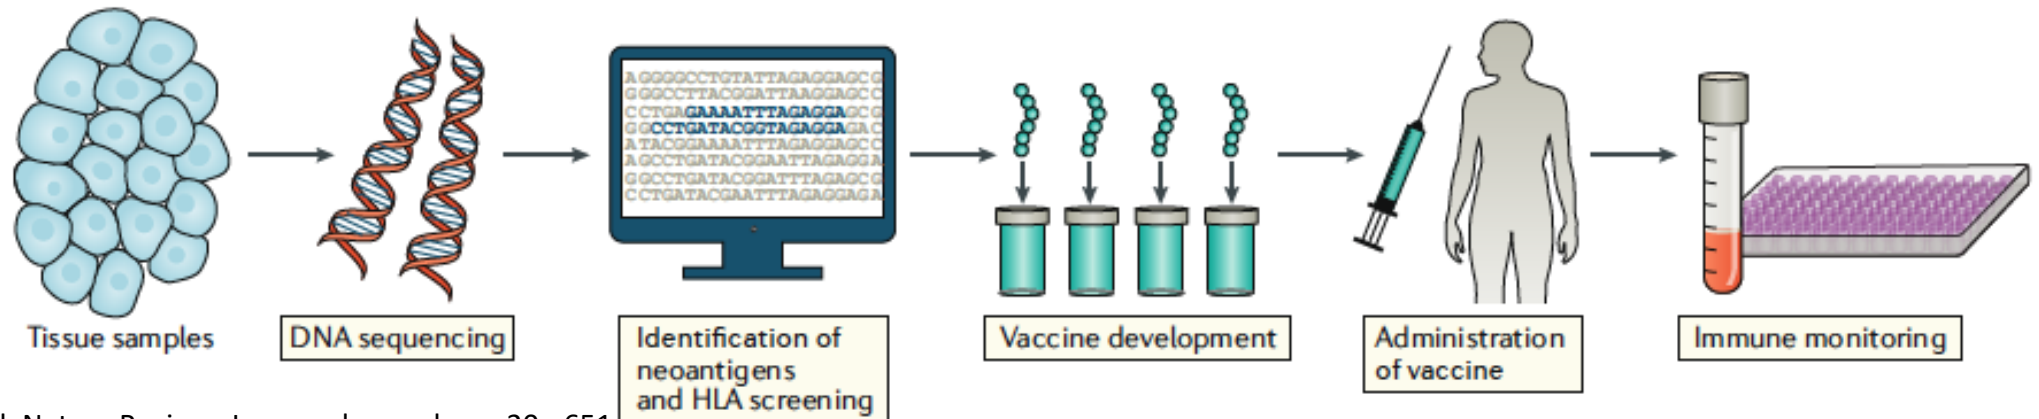 AGGGGCCTGTATTAGAGGAGCG
GGGCCTTACGGATTAAGGAGCC
CCTGAGAAAATTTAGAGGAGCG
GGCCTGATACGGTAGAGGAGAC
ATACGGAAAATTTAGAGGAGCC
AGCCTGATACGGAATTAGAGGA
GGCCTGATACGGATTTAGAGCG
CCTGATACGAATTTAGAGGAGA
Tissue samples
DNA sequencing
Identification of
neoantigens
and HLA screening
Vaccine development
Administration
of vaccine
Immune monitoring